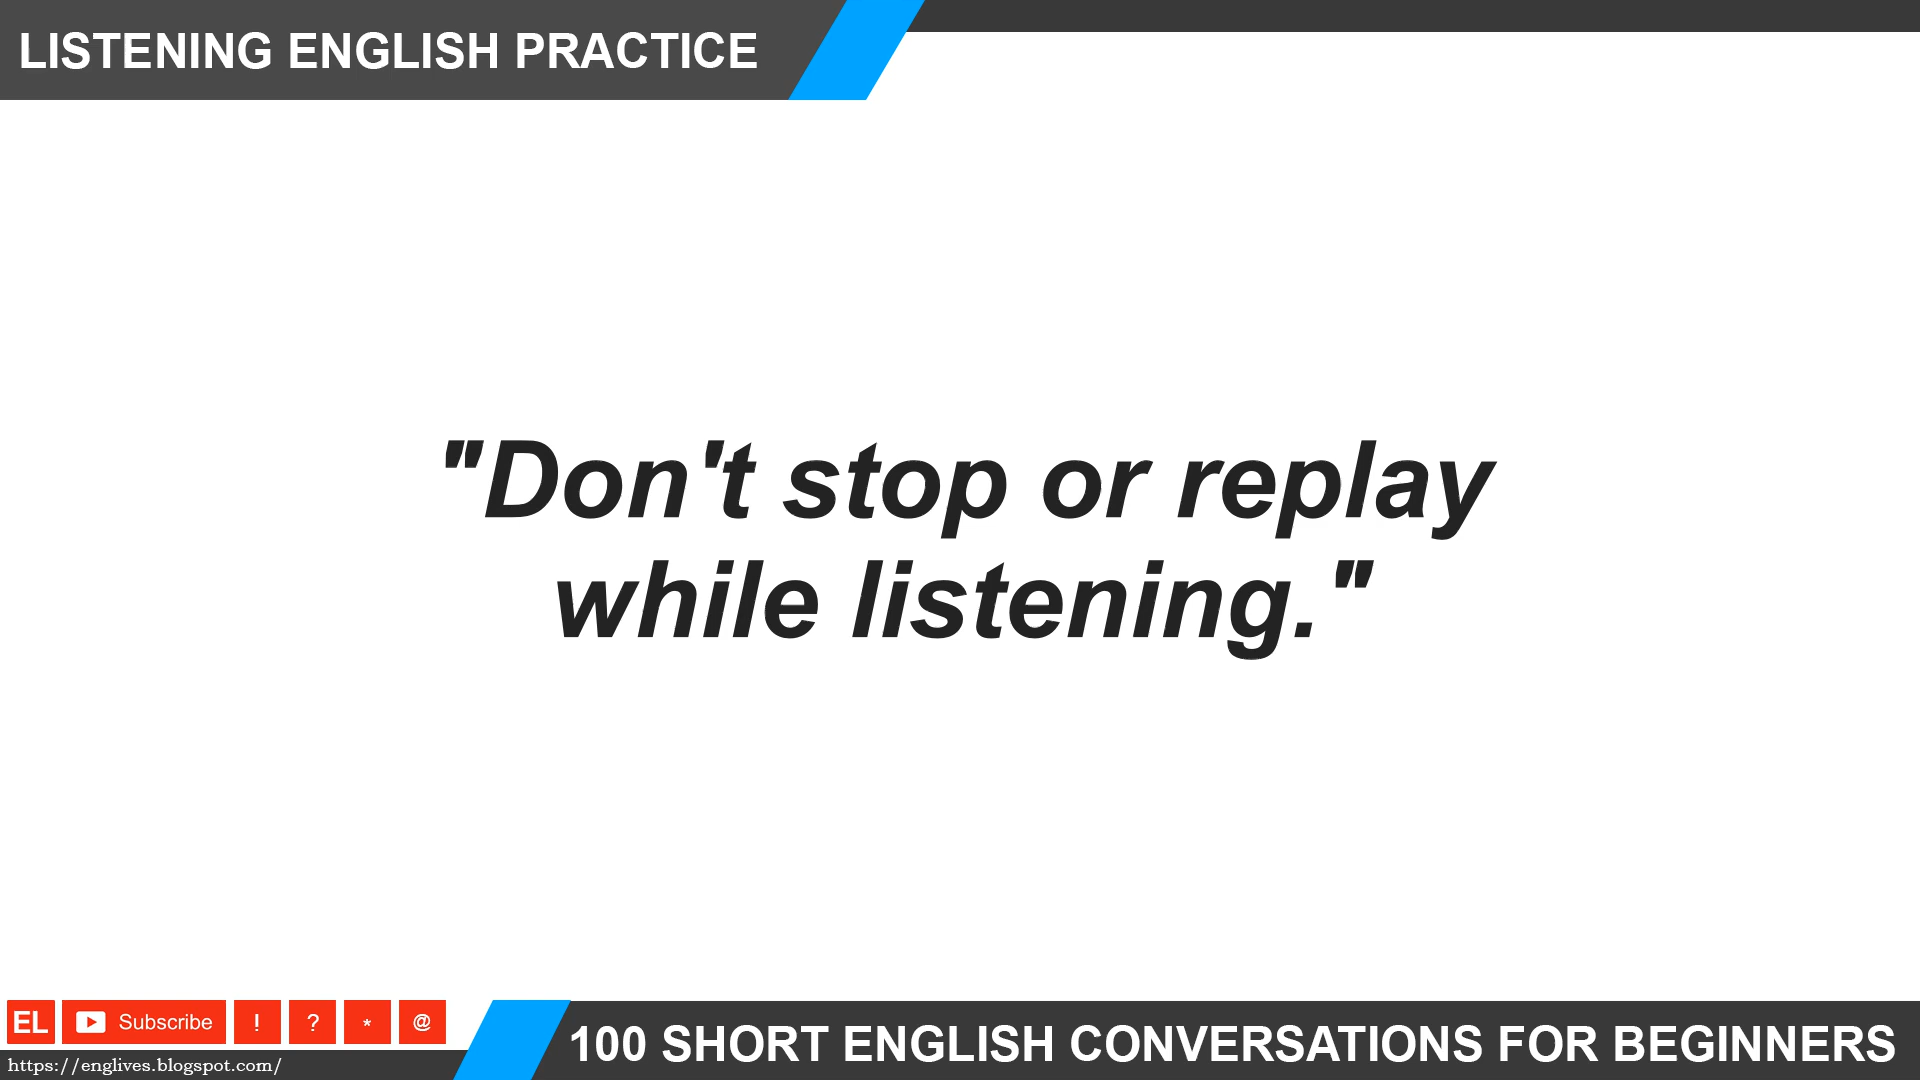 LISTENING ENGLISH PRACTICE
"Don't stop or replay
while listening."
EL Subscribe ! ? * @
https://englives.blogspot.com/
100 SHORT ENGLISH CONVERSATIONS FOR BEGINNERS